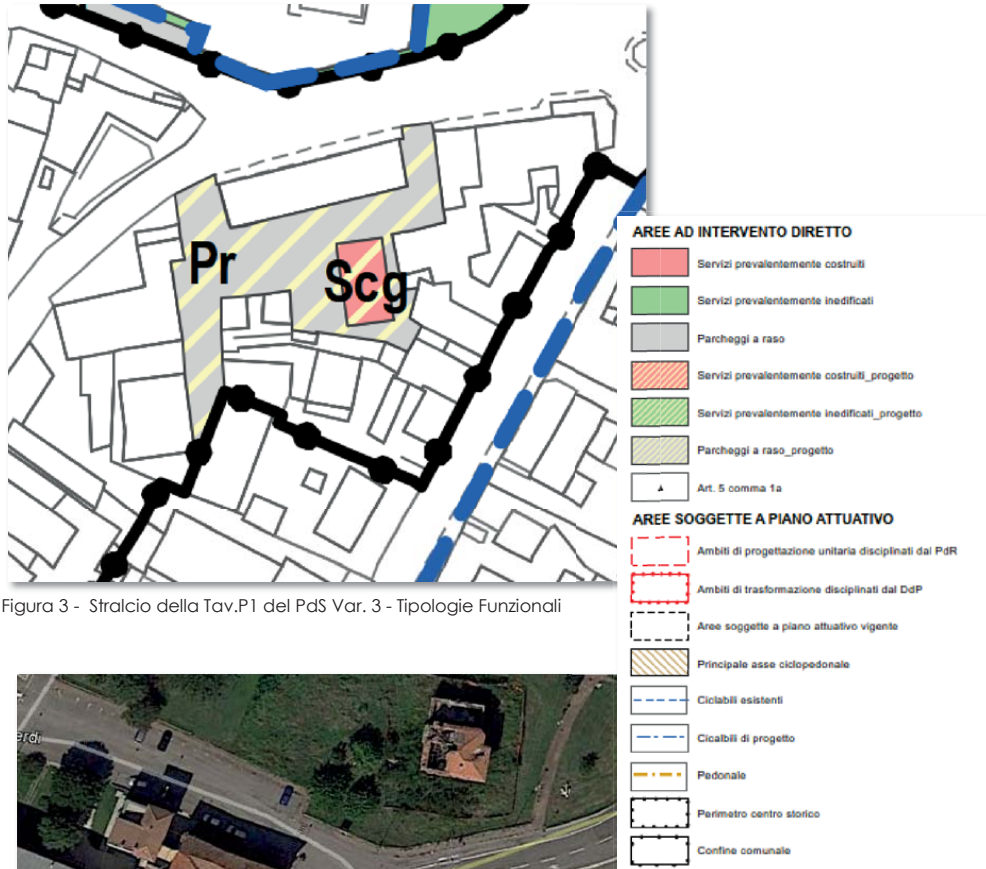 Pr
Scg
Figura 3 - Stralcio della Tav.P1 del PdS Var. 3 - Tipologie Funzionali
erdi
AREE AD INTERVENTO DIRETTO
Servizi prevalentemente costruiti
Servizi prevalentemente inedificati
Parcheggi a raso
Servizi prevalentemente costruiti_progetto
Servizi prevalentemente inedificati_progetto
Parcheggi a raso_progetto
Art. 5 comma 1a
AREE SOGGETTE A PIANO ATTUATIVO
Ambiti di progettazione unitaria disciplinati dal PdR
Ambiti di trasformazione disciplinati dal DdP
Aree soggette a piano attuativo vigente
Principale asse ciclopedonale
Ciclabili esistenti
Cicalbili di progetto
Pedonale
Perimetro centro storico
Confine comunale